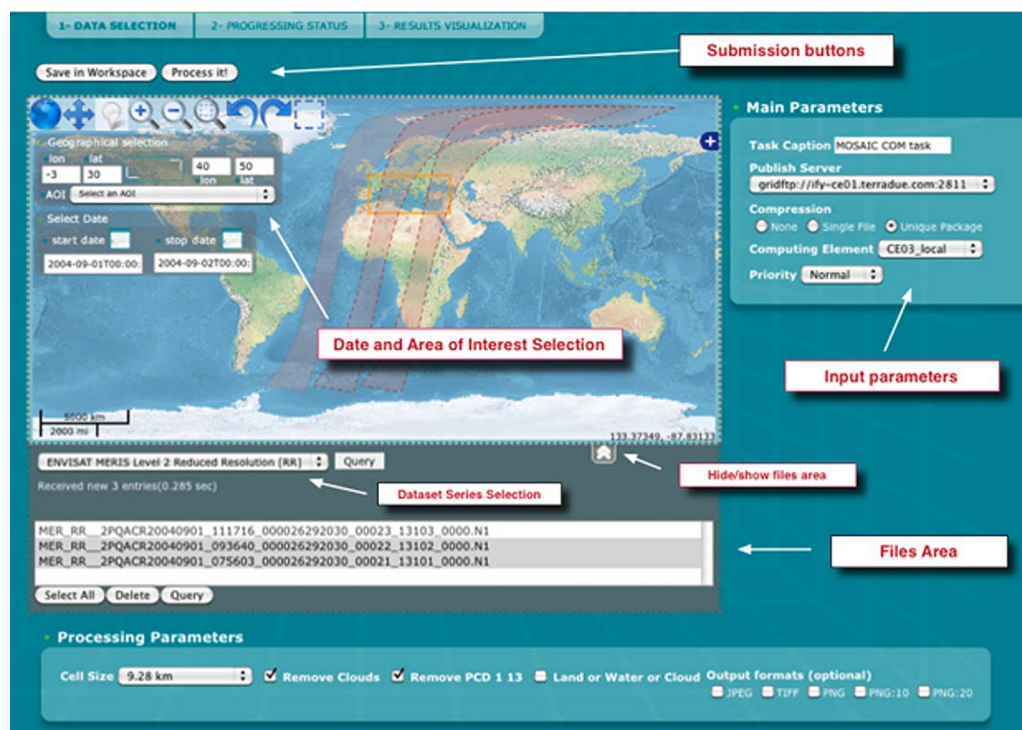 1- DATA SELECTION
2- PROGRESSING STATUS
3- RESULTS VISUALIZATION
Submission buttons
Save in Workspace
Process it!
Main Parameters
Geographical selection
lon lat
-3 30
40 50
lon lat
AOI Select an AOI
Select Date
start date stop date
2004-09-01T00:00: 2004-09-02T00:00:
Task Caption MOSAIC COM task
Publish Server
gridftp://ify-ce01.terradue.com:2811
Compression
None Single File Unique Package
Computing Element CE03_local
Priority Normal
Date and Area of Interest Selection
Input parameters
5000 km
2000 mi
133.37349, -87.83133
ENVISAT MERIS Level 2 Reduced Resolution [RR] Query
Received new 3 entries(0.285 sec)
Dataset Series Selection
Hide/show files area
MER_RR__2PQACR20040901_111716_000026292030_00023_13103_0000.N1
MER_RR__2PQACR20040901_093640_000026292030_00022_13102_0000.N1
MER_RR__2PQACR20040901_075603_000026292030_00021_13101_0000.N1
Files Area
Select All Delete Query
Processing Parameters
Cell Size 9.28 km Remove Clouds Remove PCD 1 13 Land or Water or Cloud
Output formats (optional)
JPEG TIFF PNG PNG:10 PNG:20